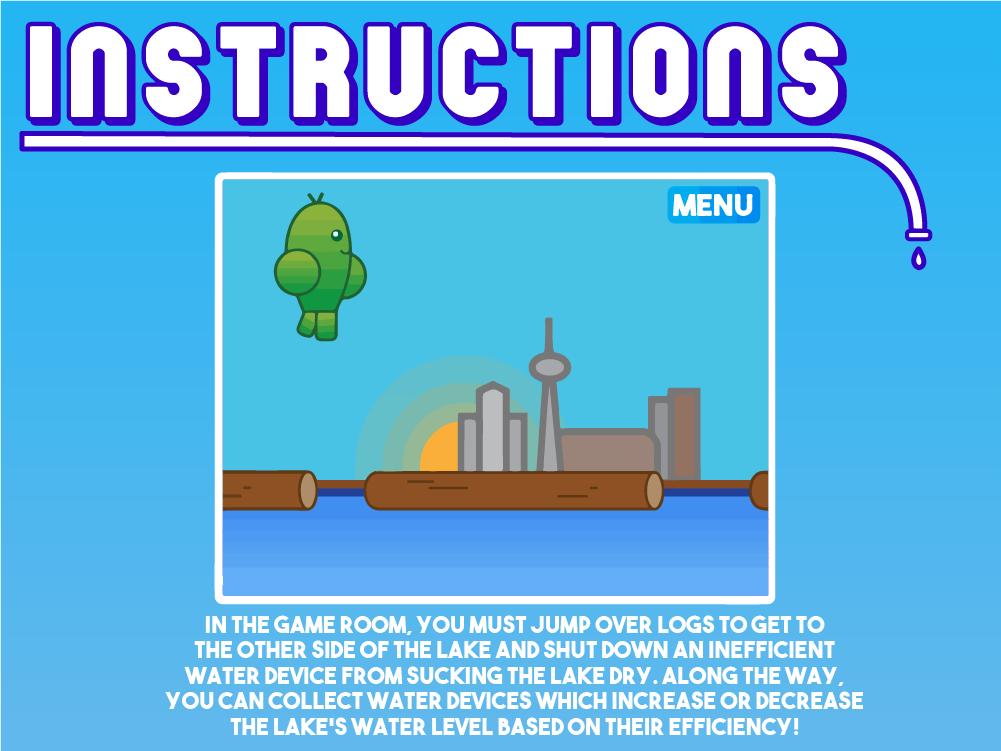 INSTRUCTIONS
MENU
IN THE GAME ROOM, YOU MUST JUMP OVER LOGS TO GET TO
THE OTHER SIDE OF THE LAKE AND SHUT DOWN AN INEFFICIENT
WATER DEVICE FROM SUCKING THE LAKE DRY. ALONG THE WAY,
YOU CAN COLLECT WATER DEVICES WHICH INCREASE OR DECREASE
THE LAKE'S WATER LEVEL BASED ON THEIR EFFICIENCY!